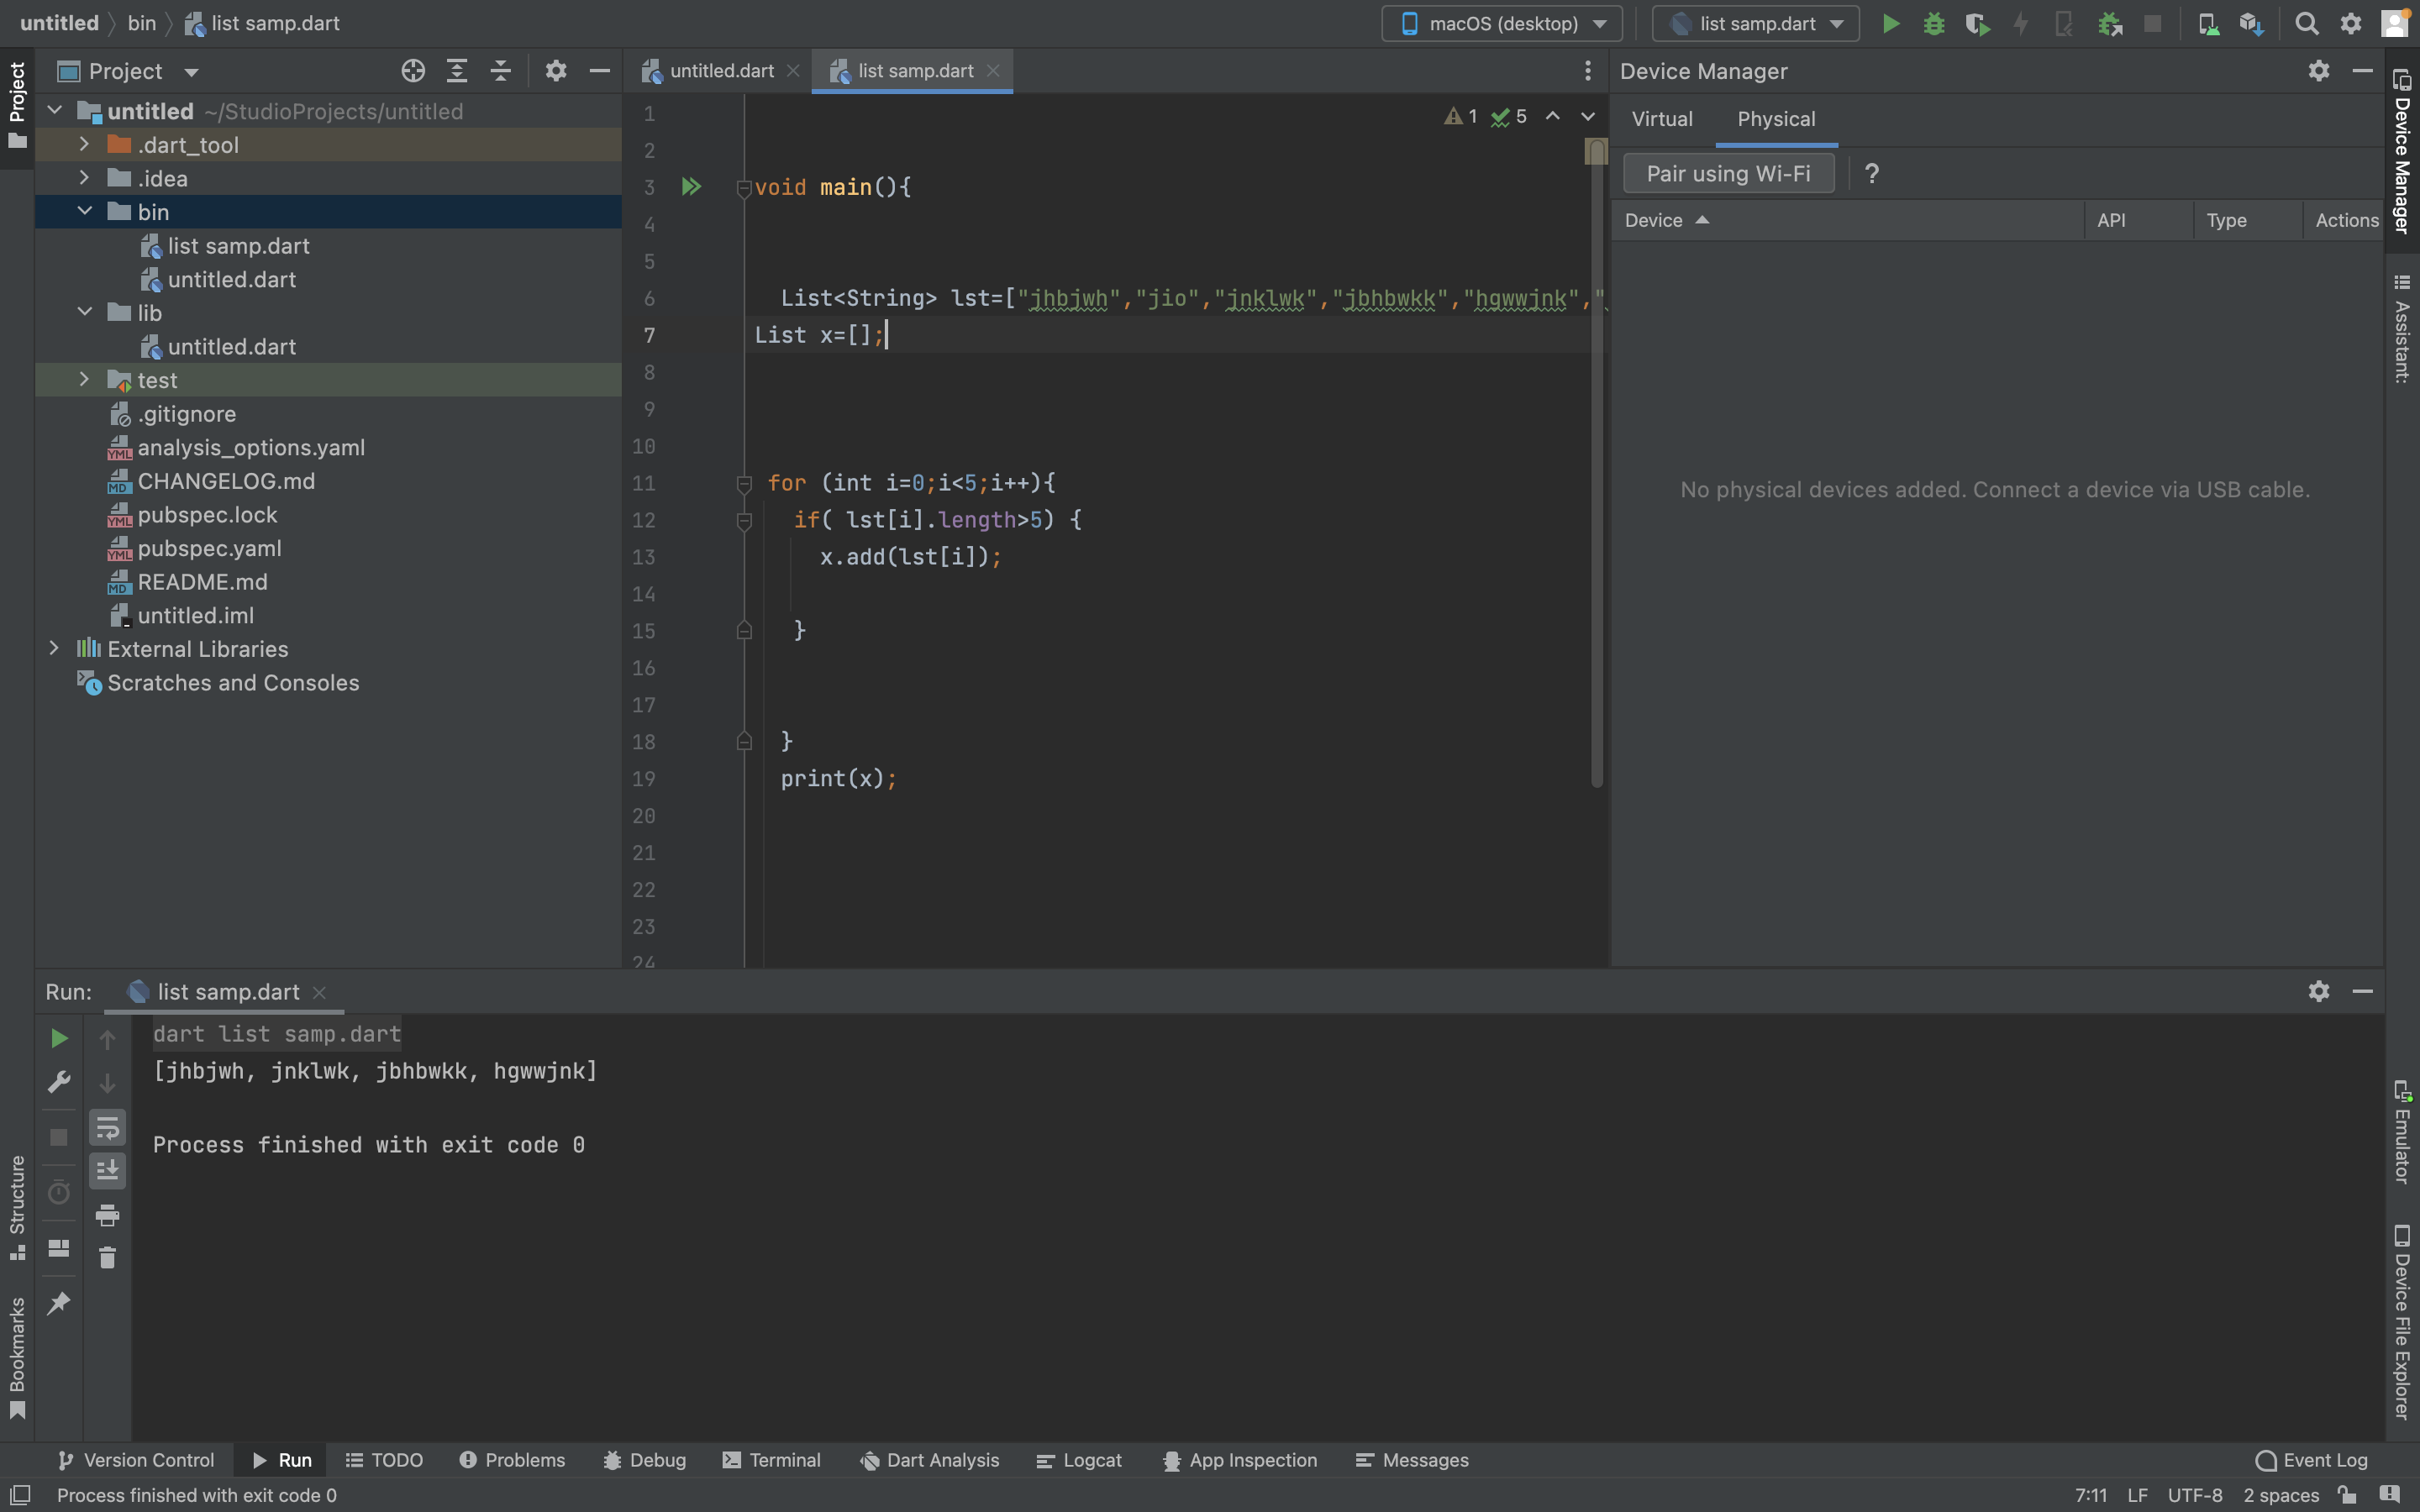 untitled bin list samp.dart
macOS (desktop) list samp.dart
Project
Project
untitled ~/StudioProjects/untitled
.dart_tool
.idea
bin
list samp.dart
untitled.dart
lib
untitled.dart
test
.gitignore
analysis_options.yaml
CHANGELOG.md
pubspec.lock
pubspec.yaml
README.md
untitled.iml
External Libraries
Scratches and Consoles
untitled.dart list samp.dart
1 5
1
2
3 void main(){
4
5
6 List<String> lst=["jhbjwh","jio","jnklwk","jbhbwkk","hgwwjnk","
7 List x=[];
8
9
10
11 for (int i=0;i<5;i++){
12 if( lst[i].length>5) {
13 x.add(lst[i]);
14
15 }
16
17
18 }
19 print(x);
20
21
22
23
24
Device Manager
Virtual Physical
Pair using Wi-Fi ?
Device API Type Actions
No physical devices added. Connect a device via USB cable.
Device Manager
Assistant:
Emulator
Device File Explorer
Structure
Bookmarks
Run: list samp.dart
dart list samp.dart
[jhbjwh, jnklwk, jbhbwkk, hgwwjnk]
Process finished with exit code 0
Version Control Run TODO Problems Debug Terminal Dart Analysis Logcat App Inspection Messages Event Log
Process finished with exit code 0 7:11 LF UTF-8 2 spaces